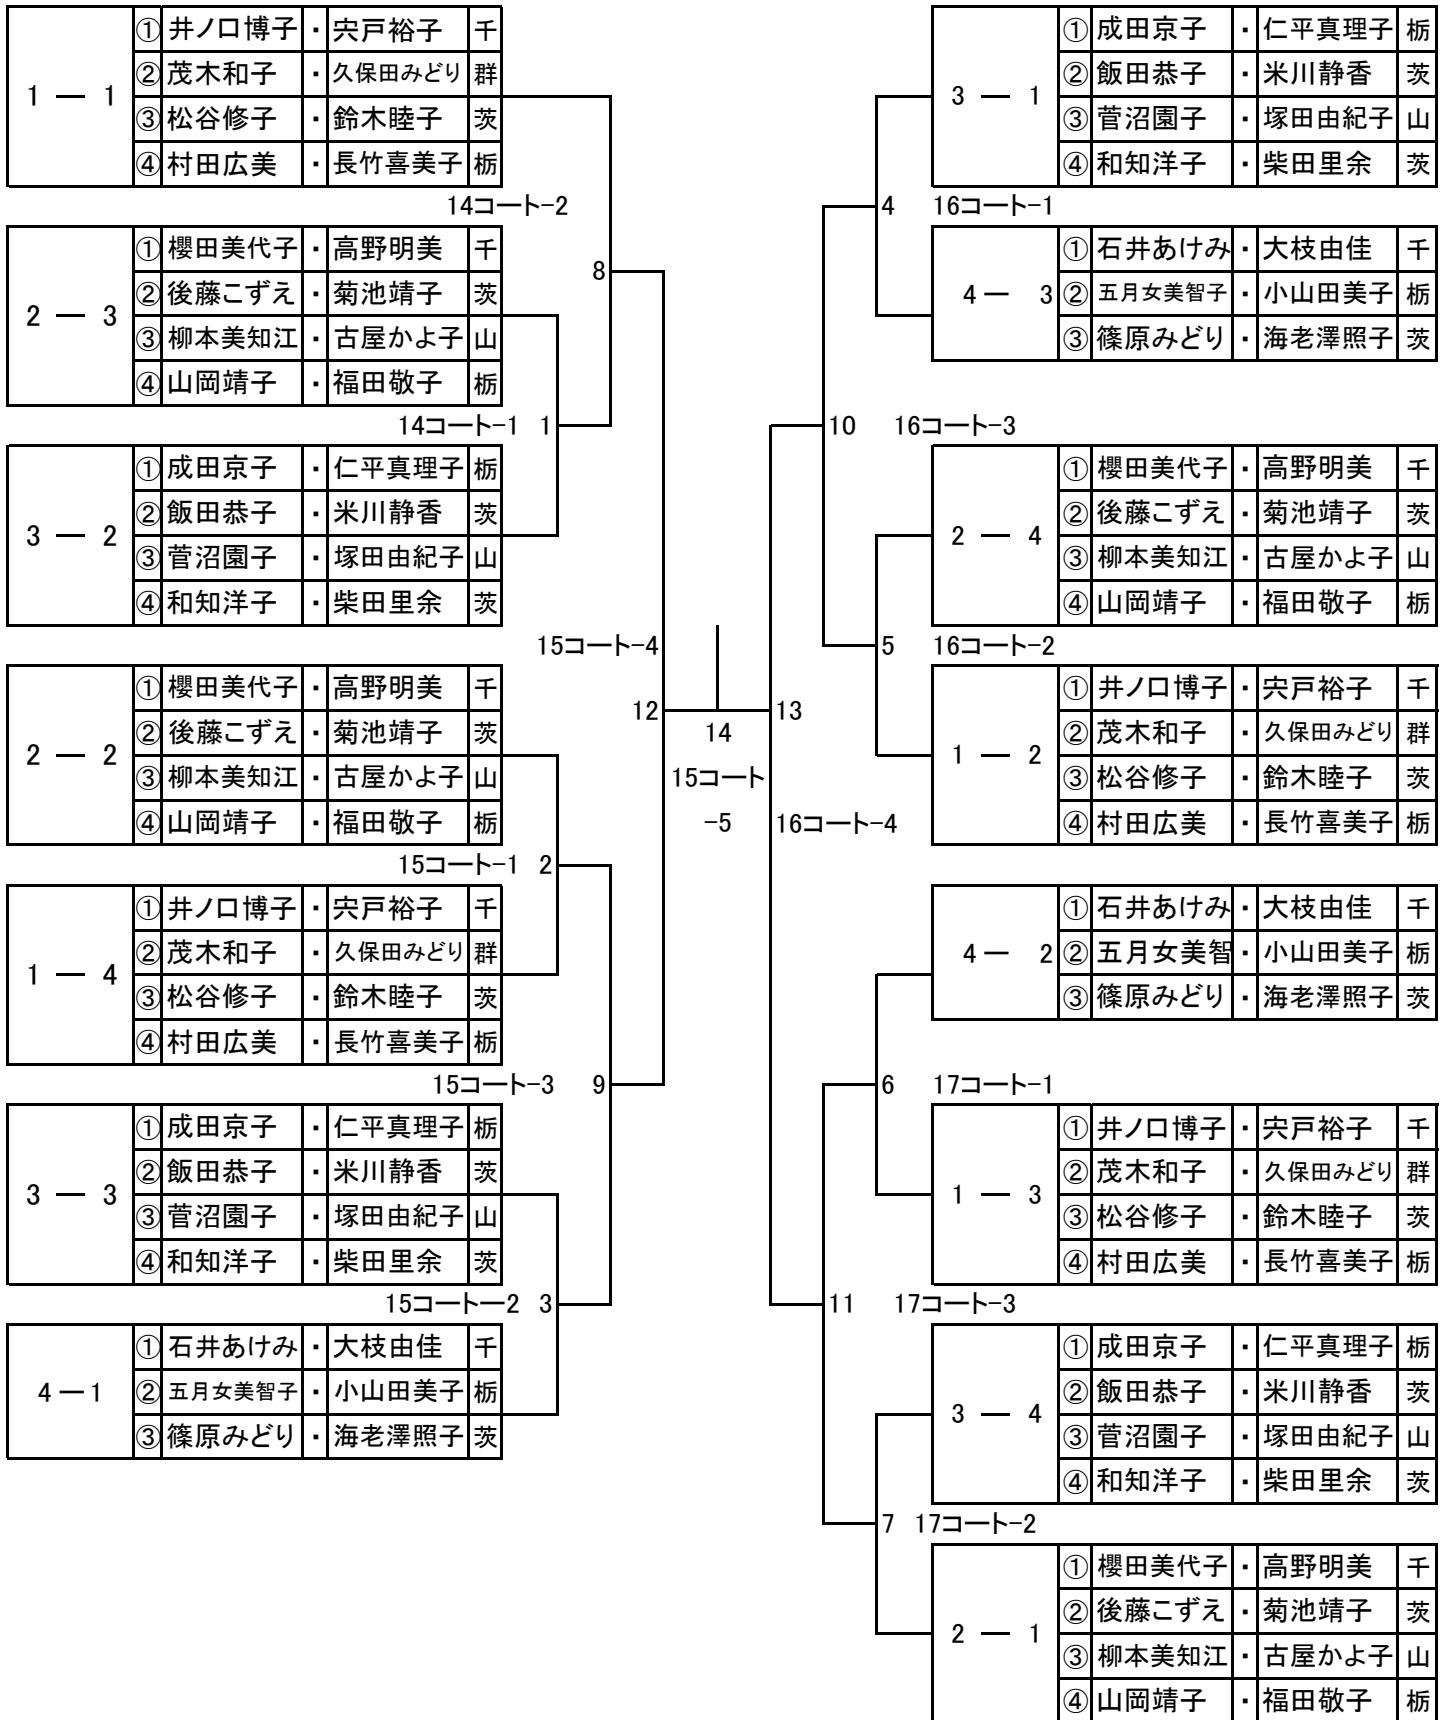 ① 井ノ口博子 ・ 宍戸裕子 千
② 茂木和子 ・ 久保田みどり 群
1 ― 1
③ 松谷修子 ・ 鈴木睦子 茨
④ 村田広美 ・ 長竹喜美子 栃
14コート-2
① 櫻田美代子 ・ 高野明美 千
8
② 後藤こずえ ・ 菊池靖子 茨
2 ― 3
③ 柳本美知江 ・ 古屋かよ子 山
④ 山岡靖子 ・ 福田敬子 栃
14コート-1 1
① 成田京子 ・ 仁平真理子 栃
② 飯田恭子 ・ 米川静香 茨
3 ― 2
③ 菅沼園子 ・ 塚田由紀子 山
④ 和知洋子 ・ 柴田里余 茨
15コート-4
① 櫻田美代子 ・ 高野明美 千
12
② 後藤こずえ ・ 菊池靖子 茨
2 ― 2
③ 柳本美知江 ・ 古屋かよ子 山
④ 山岡靖子 ・ 福田敬子 栃
15コート-1 2
① 井ノ口博子 ・ 宍戸裕子 千
② 茂木和子 ・ 久保田みどり 群
1 ― 4
③ 松谷修子 ・ 鈴木睦子 茨
④ 村田広美 ・ 長竹喜美子 栃
15コート-3 9
① 成田京子 ・ 仁平真理子 栃
② 飯田恭子 ・ 米川静香 茨
3 ― 3
③ 菅沼園子 ・ 塚田由紀子 山
④ 和知洋子 ・ 柴田里余 茨
15コートー2 3
① 石井あけみ ・ 大枝由佳 千
4 ―1 ② 五月女美智子 ・ 小山田美子 栃
③ 篠原みどり ・ 海老澤照子 茨
14
15コート
-5
① 成田京子 ・ 仁平真理子 栃
② 飯田恭子 ・ 米川静香 茨
3 ― 1
③ 菅沼園子 ・ 塚田由紀子 山
④ 和知洋子 ・ 柴田里余 茨
4 16コート-1
① 石井あけみ ・ 大枝由佳 千
4 ― 3 ② 五月女美智子 ・ 小山田美子 栃
③ 篠原みどり ・ 海老澤照子 茨
10 16コート-3
① 櫻田美代子 ・ 高野明美 千
② 後藤こずえ ・ 菊池靖子 茨
2 ― 4
③ 柳本美知江 ・ 古屋かよ子 山
④ 山岡靖子 ・ 福田敬子 栃
5 16コート-2
① 井ノ口博子 ・ 宍戸裕子 千
13
② 茂木和子 ・ 久保田みどり 群
1 ― 2
③ 松谷修子 ・ 鈴木睦子 茨
16コート-4
④ 村田広美 ・ 長竹喜美子 栃
① 石井あけみ ・ 大枝由佳 千
4 ― 2 ② 五月女美智 ・ 小山田美子 栃
③ 篠原みどり ・ 海老澤照子 茨
6 17コート-1
① 井ノ口博子 ・ 宍戸裕子 千
② 茂木和子 ・ 久保田みどり 群
1 ― 3
③ 松谷修子 ・ 鈴木睦子 茨
④ 村田広美 ・ 長竹喜美子 栃
11 17コート-3
① 成田京子 ・ 仁平真理子 栃
② 飯田恭子 ・ 米川静香 茨
3 ― 4
③ 菅沼園子 ・ 塚田由紀子 山
④ 和知洋子 ・ 柴田里余 茨
7 17コート-2
① 櫻田美代子 ・ 高野明美 千
② 後藤こずえ ・ 菊池靖子 茨
2 ― 1
③ 柳本美知江 ・ 古屋かよ子 山
④ 山岡靖子 ・ 福田敬子 栃